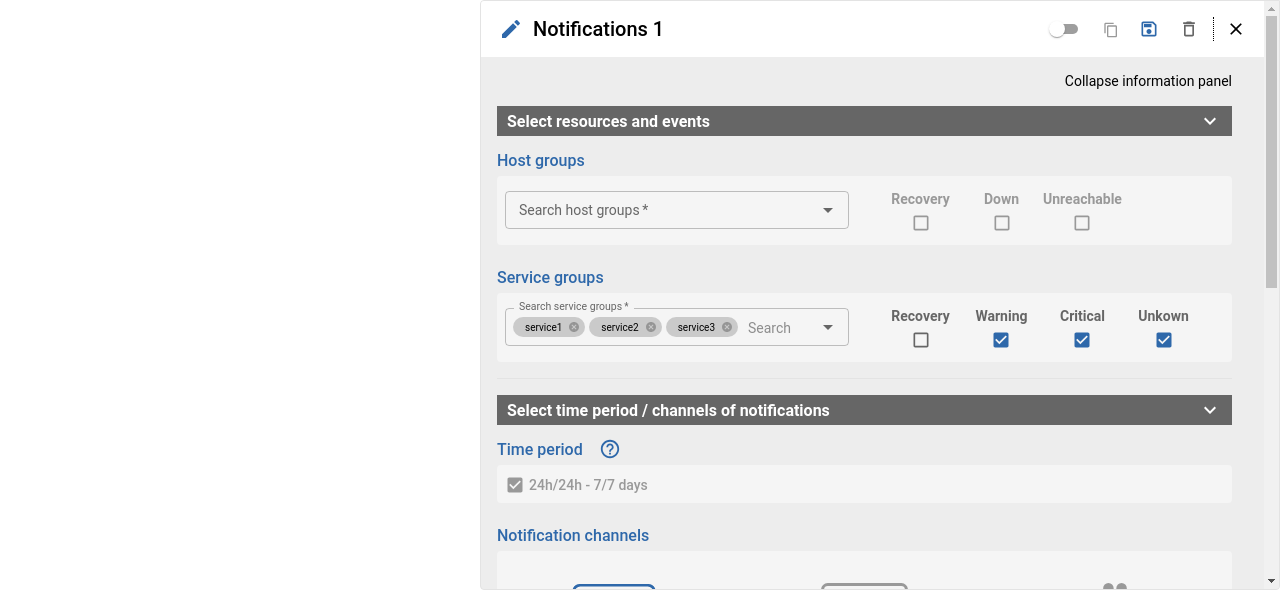 Notifications 1
Collapse information panel
Select resources and events
Host groups
Search host groups *
Recovery Down Unreachable
Service groups
Search service groups *
service1 service2 service3 Search
Recovery Warning Critical Unkown
Select time period / channels of notifications
Time period
24h/24h - 7/7 days
Notification channels